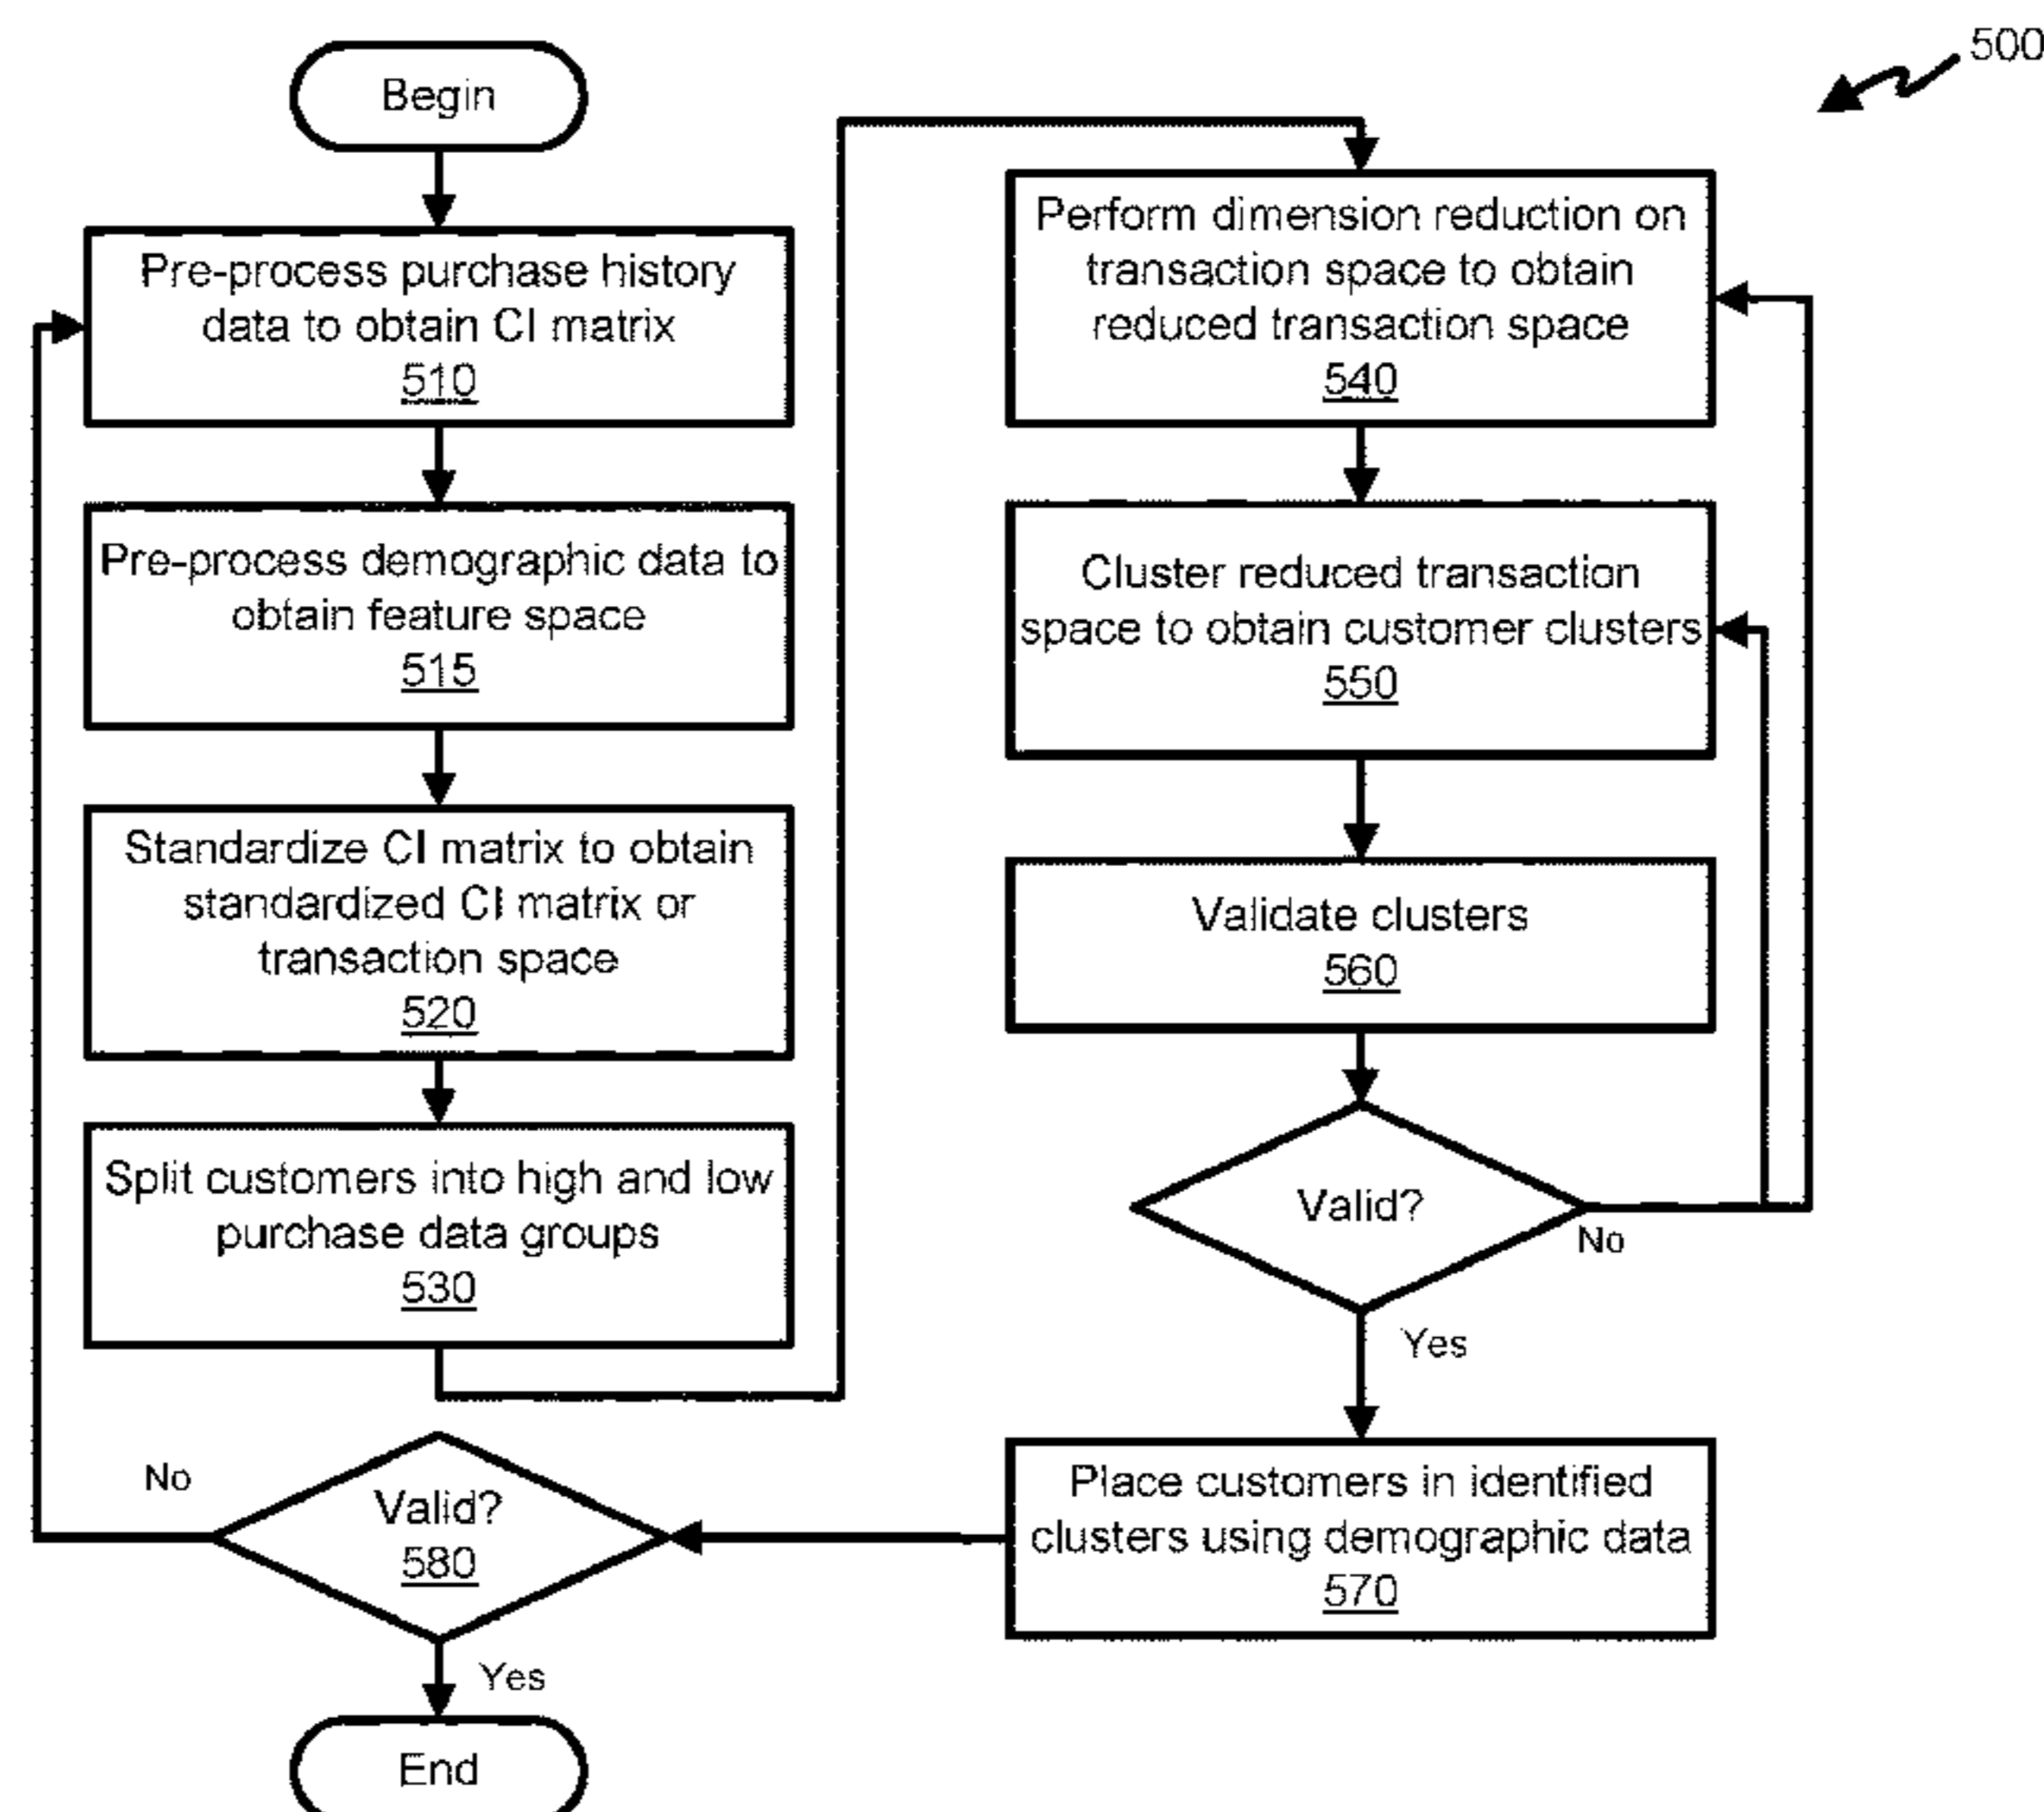 500
Begin
Pre-process purchase history
data to obtain CI matrix
510
Pre-process demographic data to
obtain feature space
515
Standardize CI matrix to obtain
standardized CI matrix or
transaction space
520
Split customers into high and low
purchase data groups
530
Perform dimension reduction on
transaction space to obtain
reduced transaction space
540
Cluster reduced transaction
space to obtain customer clusters
550
Validate clusters
560
Valid?
No
Yes
Place customers in identified
clusters using demographic data
570
Valid?
580
No
Yes
End